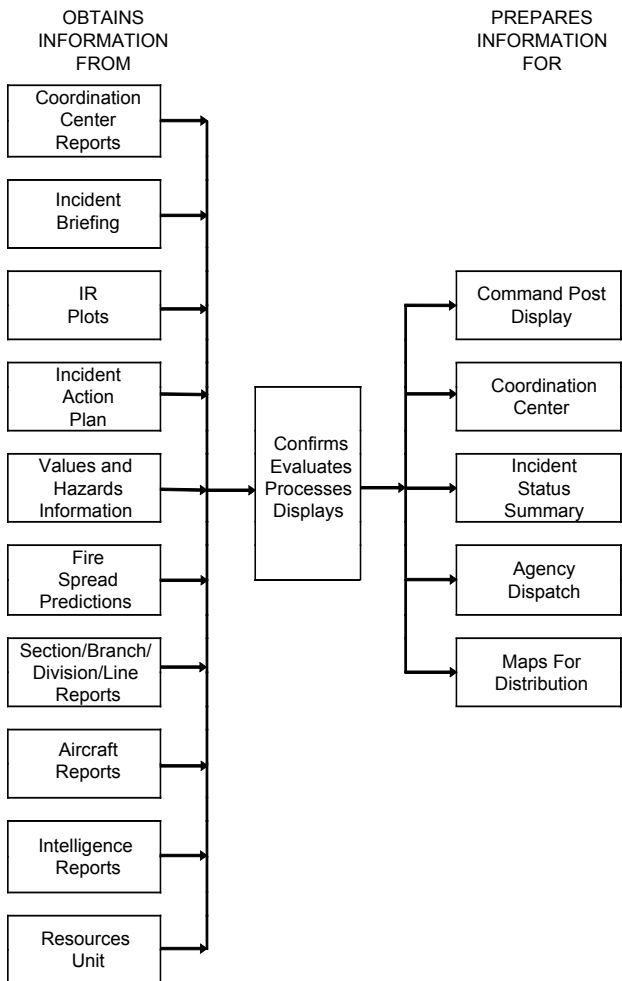 OBTAINS
INFORMATION
FROM
PREPARES
INFORMATION
FOR
Coordination
Center
Reports
Incident
Briefing
IR
Plots
Incident
Action
Plan
Values and
Hazards
Information
Fire
Spread
Predictions
Section/Branch/
Division/Line
Reports
Aircraft
Reports
Intelligence
Reports
Resources
Unit
Confirms
Evaluates
Processes
Displays
Command Post
Display
Coordination
Center
Incident
Status
Summary
Agency
Dispatch
Maps For
Distribution